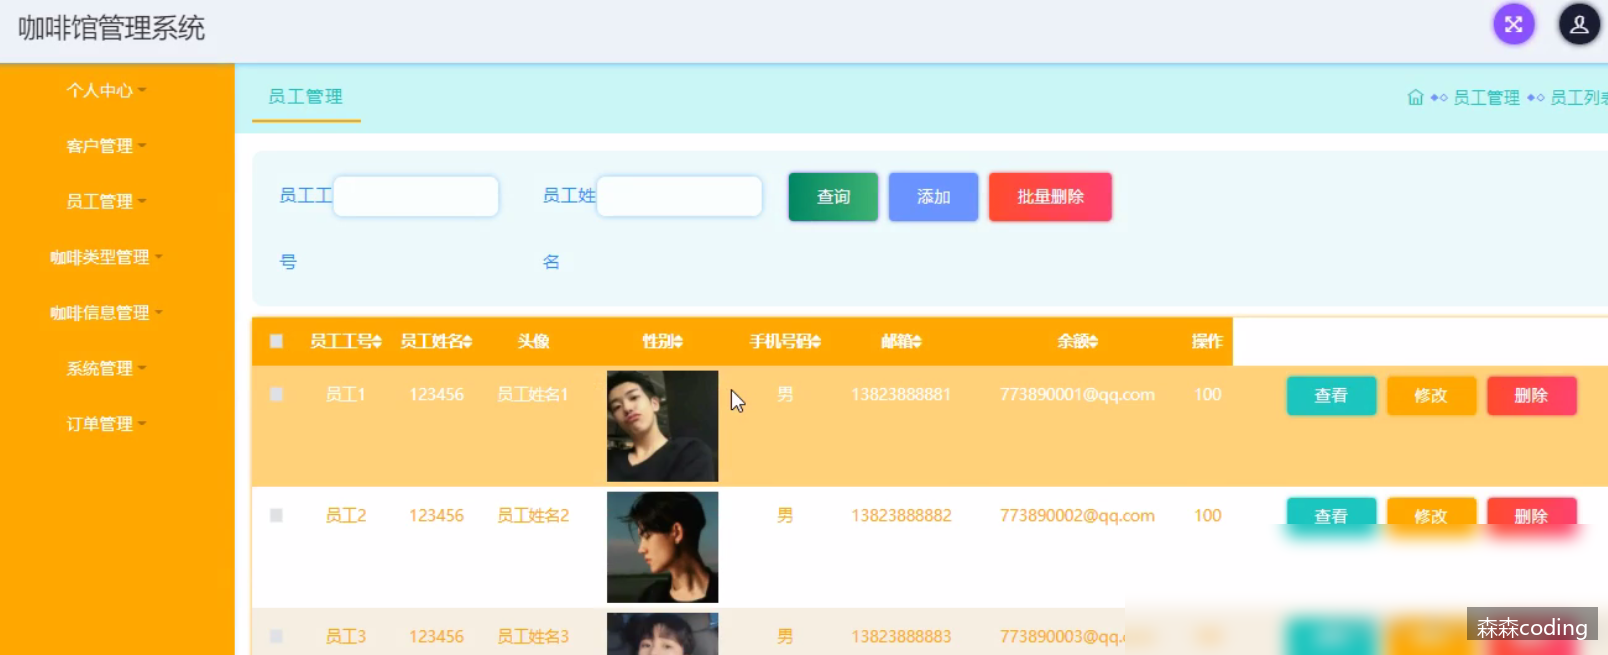 咖啡馆管理系统
个人中心
客户管理
员工管理
咖啡类型管理
咖啡信息管理
系统管理
订单管理
员工管理
员工管理 员工列表
员工工号
员工姓名
查询 添加 批量删除
员工工号 员工姓名 头像 性别 手机号码 邮箱 余额 操作
员工1 123456 员工姓名1 男 13823888881 773890001@qq.com 100 查看 修改 删除
员工2 123456 员工姓名2 男 13823888882 773890002@qq.com 100 查看 修改 删除
员工3 123456 员工姓名3 男 13823888883 773890003@qq.
森森coding